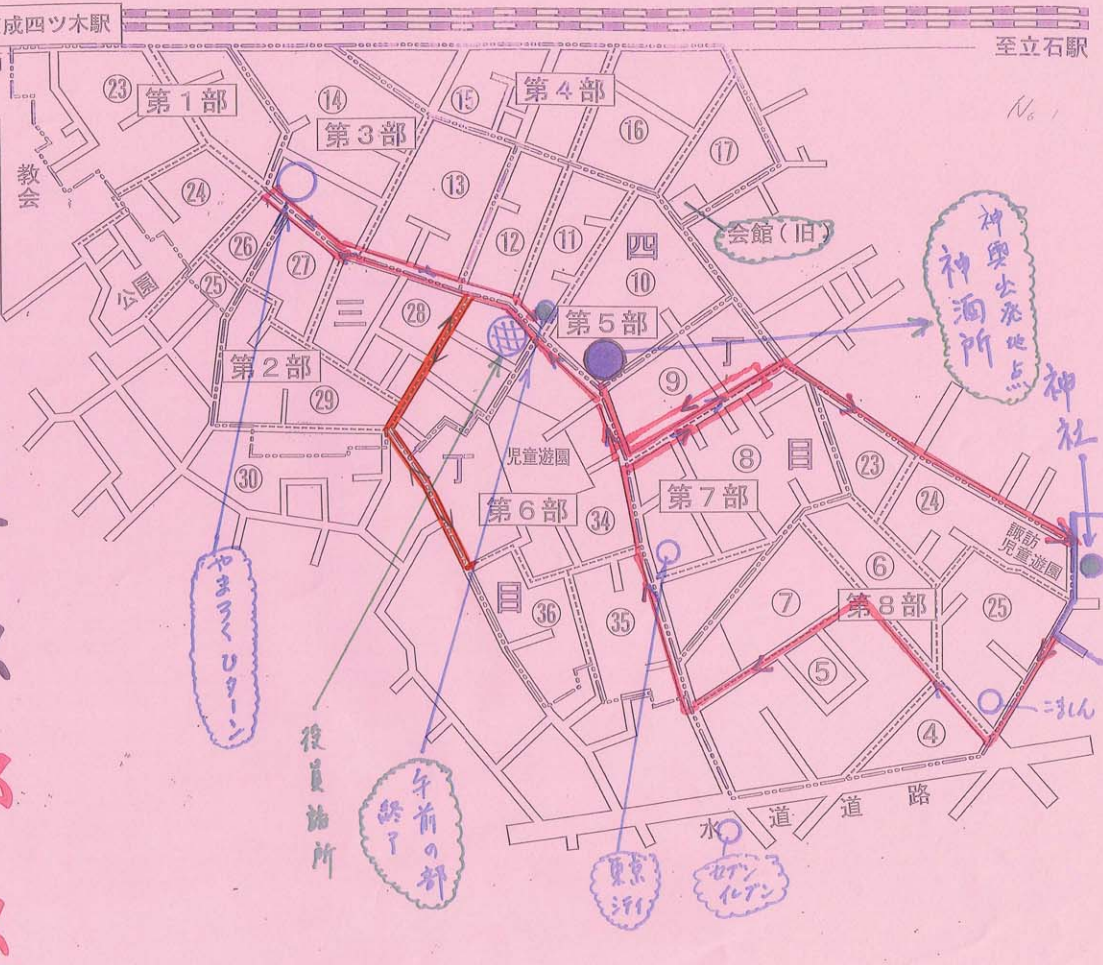 成四ツ木駅
至立石駅
No. 1
㉓
第1部
⑭
第3部
⑮
第4部
⑯
⑰
教会
㉔
⑬
会館(旧)
神輿出発地点
神酒所
神社
㉖
㉗
⑫
⑪
四
⑩
公園
㉕
三
㉘
第5部
丁
第2部
⑨
㉙
丁
児童遊園
⑧
目
㉓
㉔
㉚
第6部
㉞
第7部
諏訪
児童遊園
⑥
目
㊱
㉟
⑦
第8部
㉕
⑤
こましん
④
やまろくUターン
役員詰所
午前の部
終了
水道道路
東京
シティ
セブン
イレブン